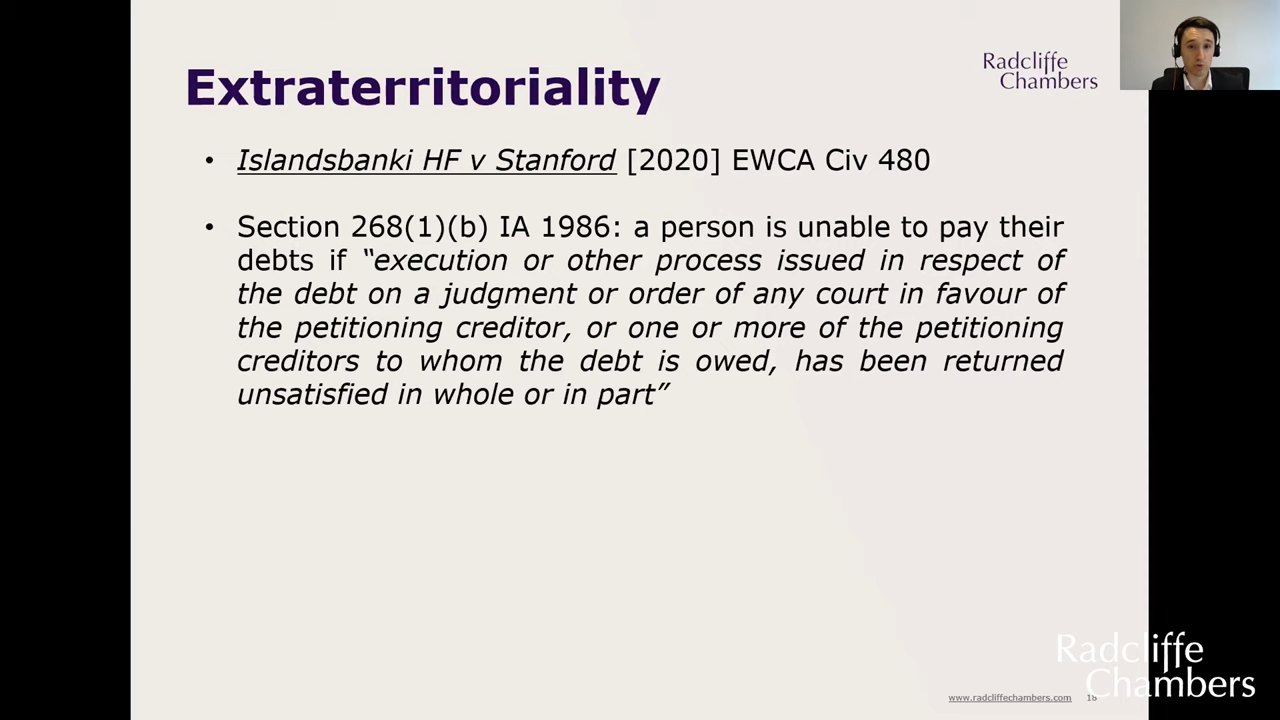 Extraterritoriality
Radcliffe
Chambers
• Islandsbanki HF v Stanford [2020] EWCA Civ 480
• Section 268(1)(b) IA 1986: a person is unable to pay their
debts if “execution or other process issued in respect of
the debt on a judgment or order of any court in favour of
the petitioning creditor, or one or more of the petitioning
creditors to whom the debt is owed, has been returned
unsatisfied in whole or in part”
Radcliffe
Chambers
www.radcliffechambers.com 18